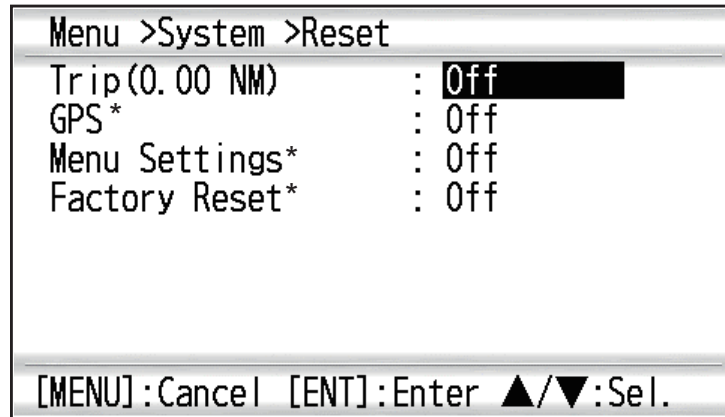 Menu >System >Reset
Trip(0.00 NM) : Off
GPS* : Off
Menu Settings* : Off
Factory Reset* : Off
[MENU]:Cancel [ENT]:Enter ▲/▼:Sel.